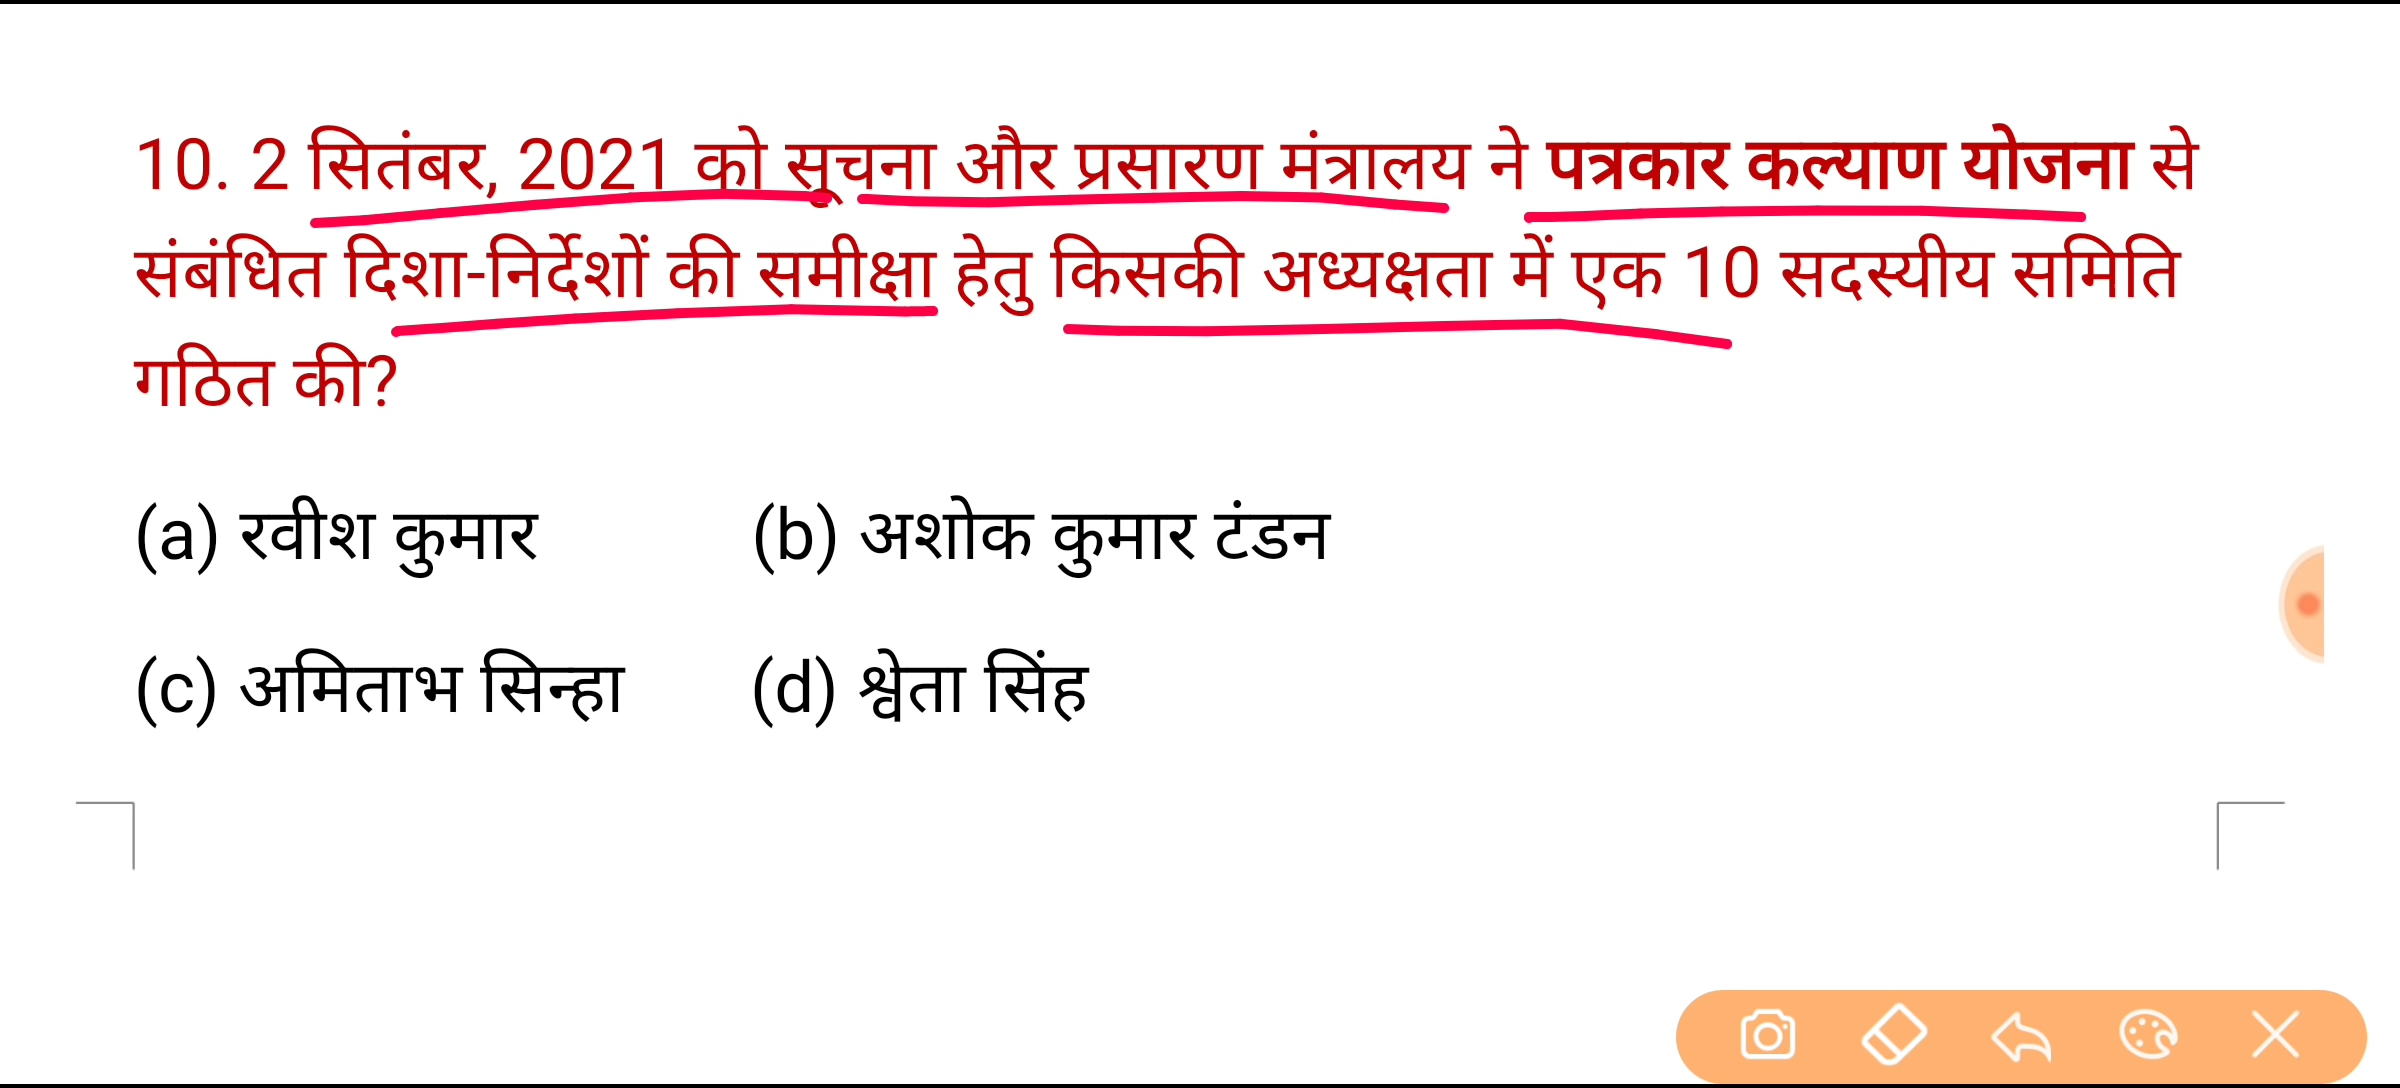 10. 2 सितंबर, 2021 को सूचना और प्रसारण मंत्रालय ने पत्रकार कल्याण योजना से
संबंधित दिशा-निर्देशों की समीक्षा हेतु किसकी अध्यक्षता में एक 10 सदस्यीय समिति
गठित की?
(a) रवीश कुमार (b) अशोक कुमार टंडन
(c) अमिताभ सिन्हा (d) श्वेता सिंह